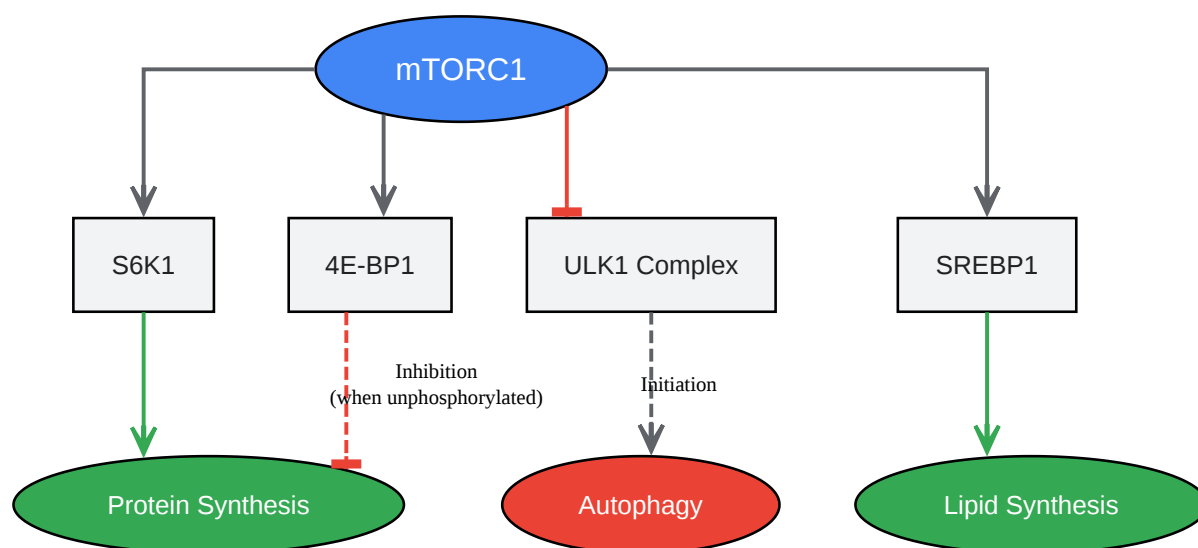 mTORC1
S6K1
4E-BP1
ULK1 Complex
SREBP1
Inhibition
(when unphosphorylated)
Initiation
Protein Synthesis
Autophagy
Lipid Synthesis